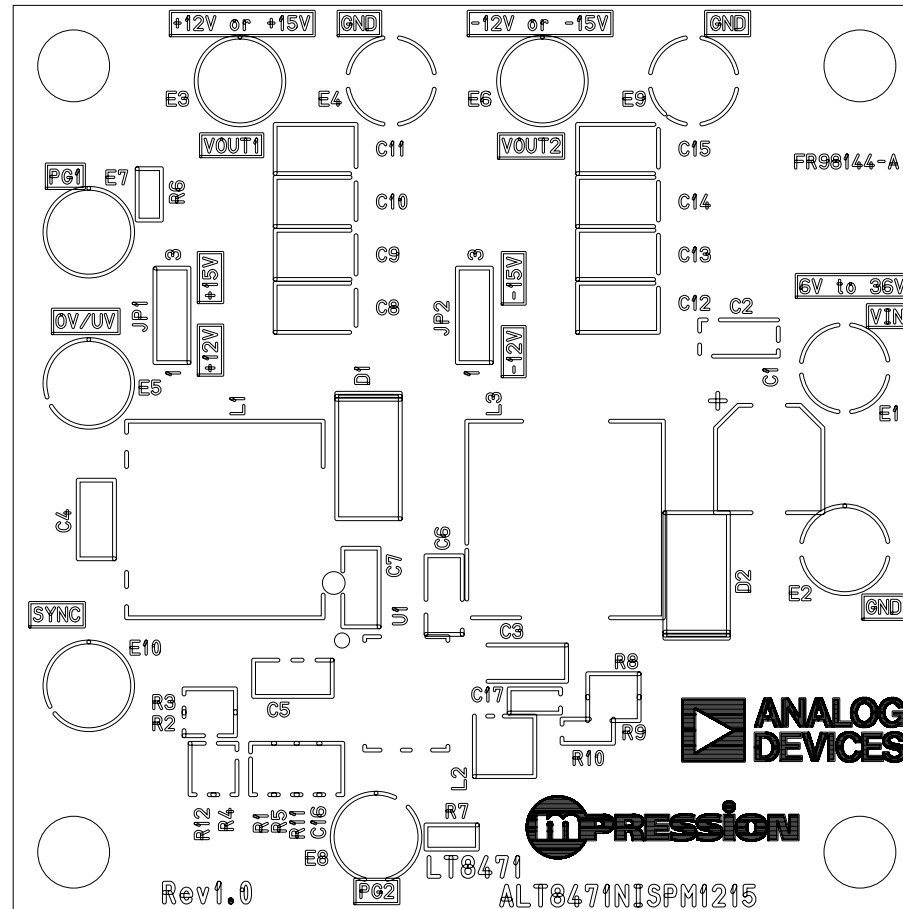 +12V or +15V
GND
-12V or -15V
GND
E3
E4
E6
E9
VOUT1
C11
VOUT2
C15
FR98144-A
PG1
E7
R6
C10
C14
C9
C13
JP1
1
3
+15V
+12V
C8
JP2
1
3
-15V
-12V
C12
C2
6V to 36V
VIN
OV/UV
E5
L1
D1
L3
+
C1
E1
C4
C7
C6
U1
D2
E2
GND
SYNC
E10
C3
R8
R3
R2
C5
C17
R9
R10
ANALOG
DEVICES
L2
R12
R4
R1
R5
R11
C16
E8
R7
mPRESSiON
LT8471
Rev1.0
PG2
ALT8471NISPM1215